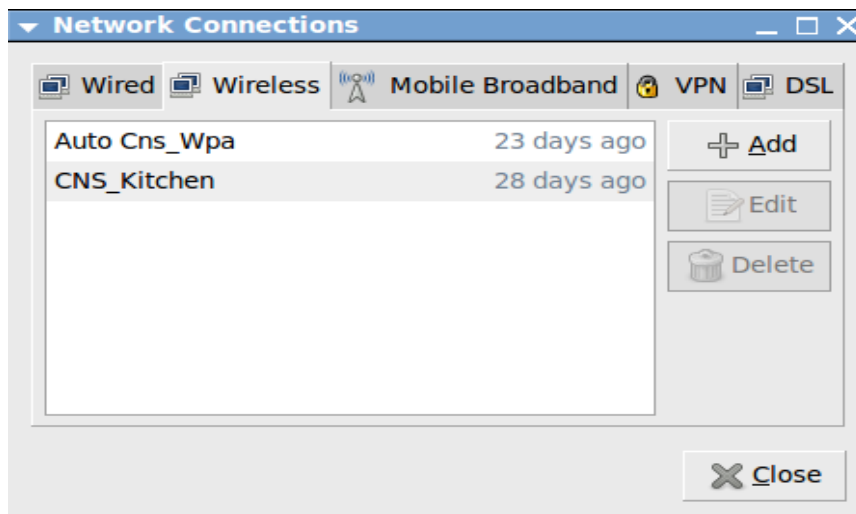 Network Connections
Wired Wireless Mobile Broadband VPN DSL
Auto Cns_Wpa 23 days ago
CNS_Kitchen 28 days ago
Add
Edit
Delete
Close